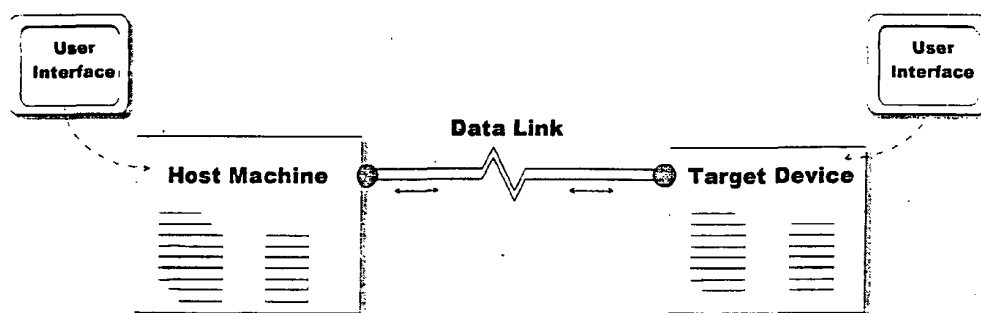 User
Interface
User
Interface
Data Link
Host Machine
Target Device